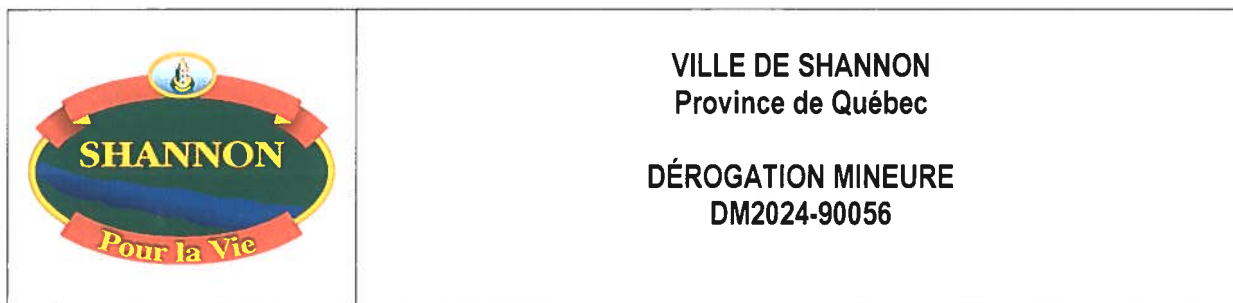 SHANNON
Pour la Vie
VILLE DE SHANNON
Province de Québec
DÉROGATION MINEURE
DM2024-90056